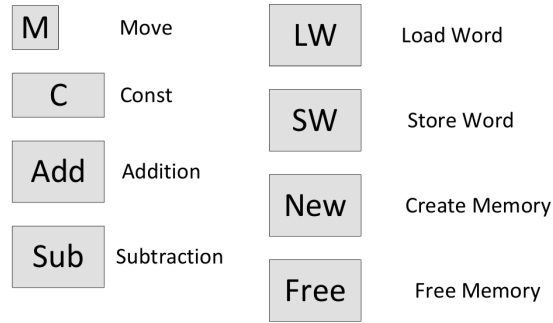 M Move
C Const
Add Addition
Sub Subtraction
LW Load Word
SW Store Word
New Create Memory
Free Free Memory